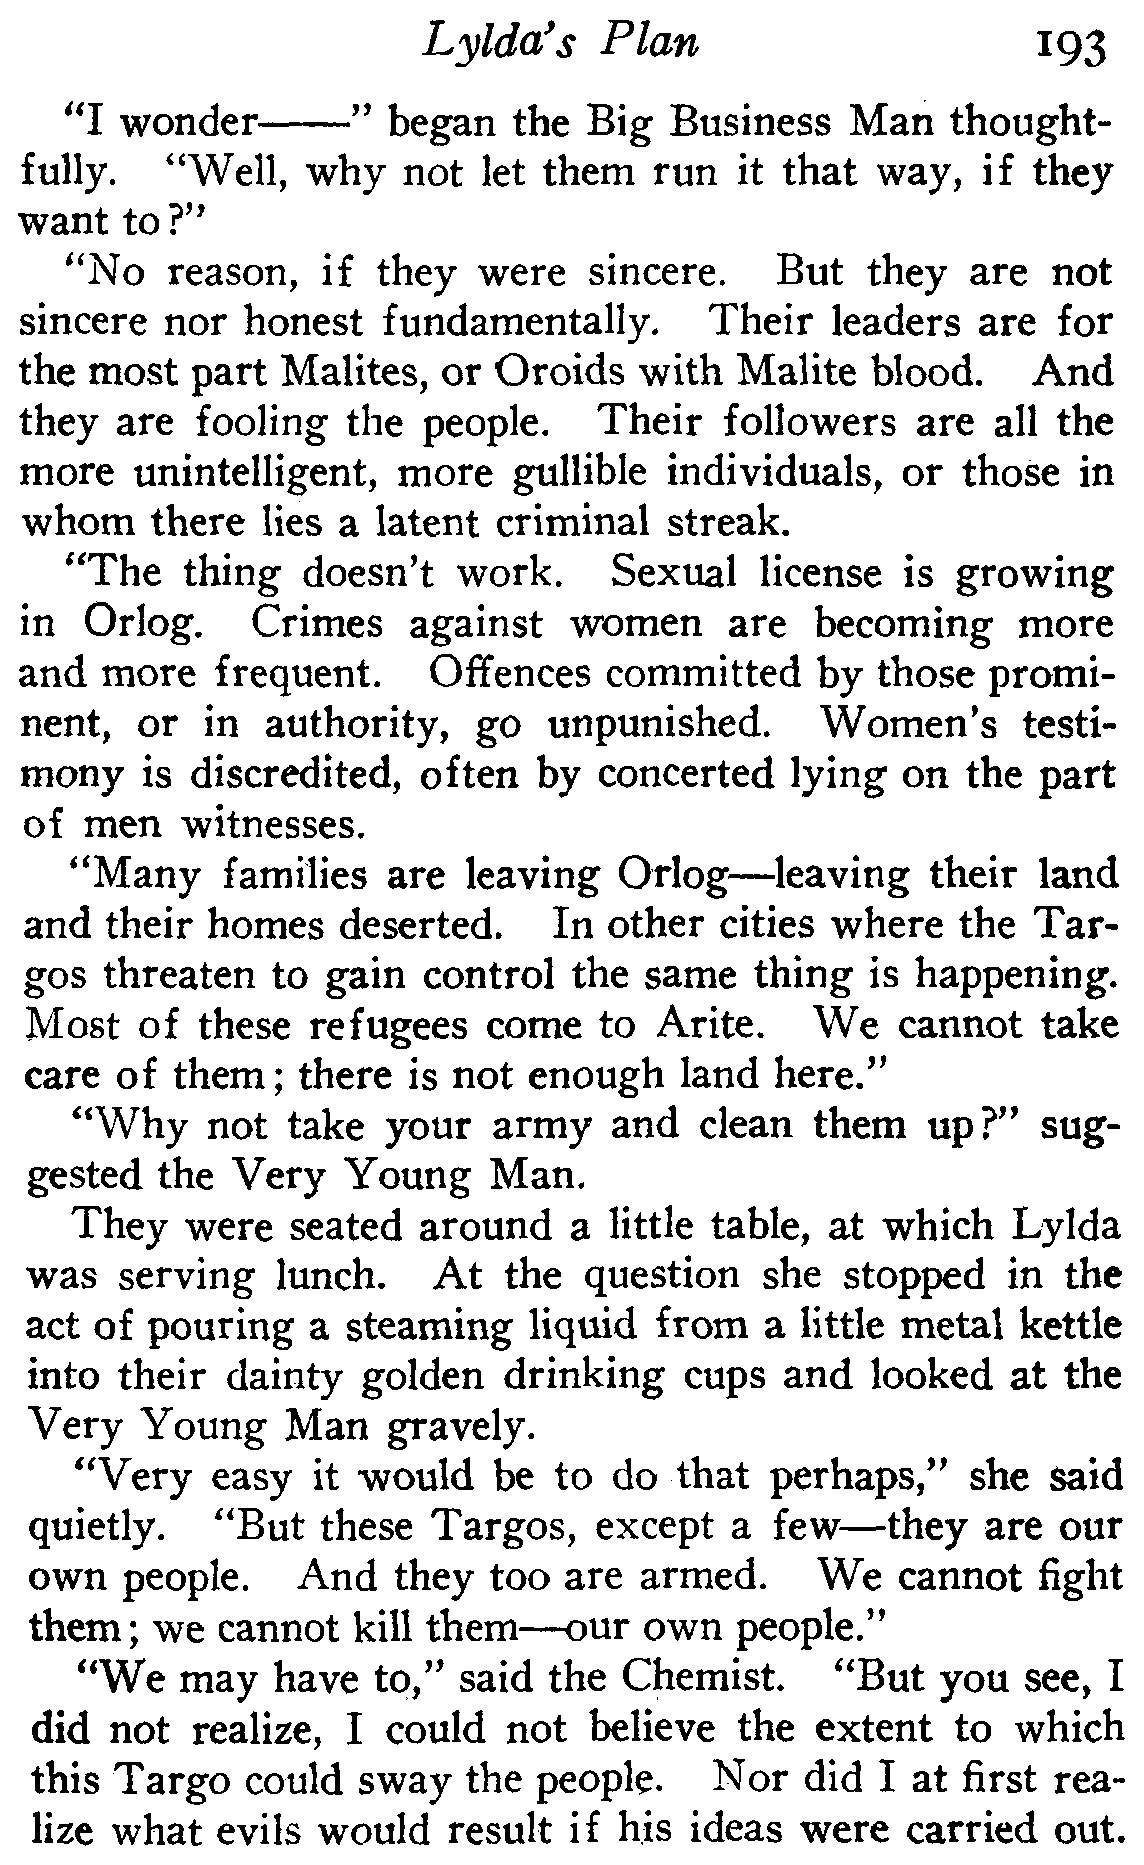 Lylda's Plan 193
"I wonder——" began the Big Business Man thought-
fully. "Well, why not let them run it that way, if they
want to?"
"No reason, if they were sincere. But they are not
sincere nor honest fundamentally. Their leaders are for
the most part Malites, or Oroids with Malite blood. And
they are fooling the people. Their followers are all the
more unintelligent, more gullible individuals, or those in
whom there lies a latent criminal streak.
"The thing doesn't work. Sexual license is growing
in Orlog. Crimes against women are becoming more
and more frequent. Offences committed by those promi-
nent, or in authority, go unpunished. Women's testi-
mony is discredited, often by concerted lying on the part
of men witnesses.
"Many families are leaving Orlog—leaving their land
and their homes deserted. In other cities where the Tar-
gos threaten to gain control the same thing is happening.
Most of these refugees come to Arite. We cannot take
care of them; there is not enough land here."
"Why not take your army and clean them up?" sug-
gested the Very Young Man.
They were seated around a little table, at which Lylda
was serving lunch. At the question she stopped in the
act of pouring a steaming liquid from a little metal kettle
into their dainty golden drinking cups and looked at the
Very Young Man gravely.
"Very easy it would be to do that perhaps," she said
quietly. "But these Targos, except a few—they are our
own people. And they too are armed. We cannot fight
them; we cannot kill them—our own people."
"We may have to," said the Chemist. "But you see, I
did not realize, I could not believe the extent to which
this Targo could sway the people. Nor did I at first rea-
lize what evils would result if his ideas were carried out.